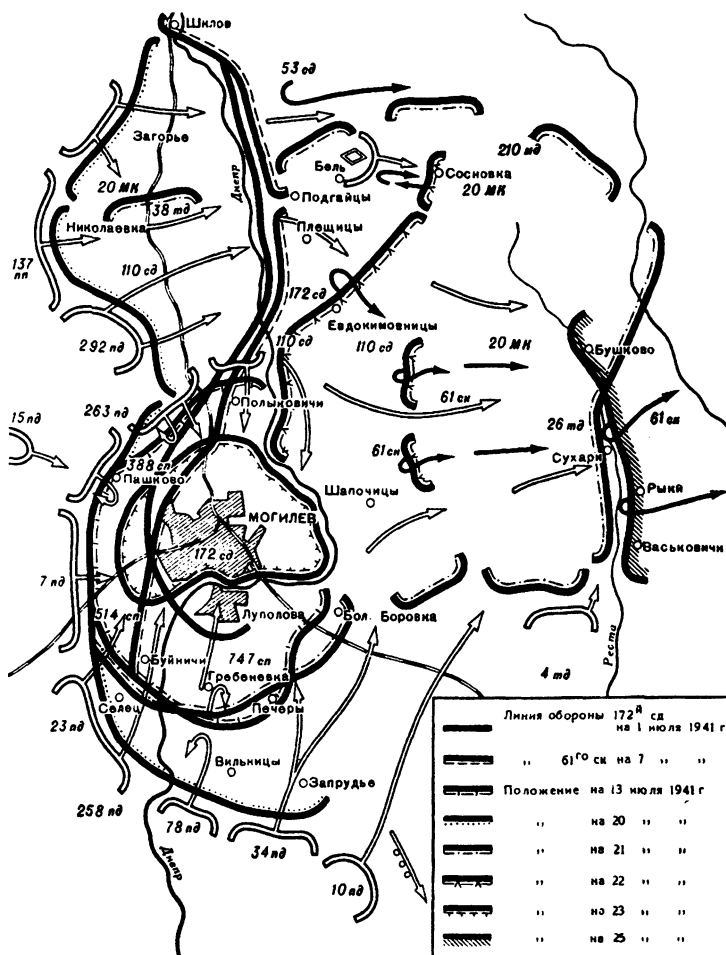 Шклов
53 сд
Загорье
Бель
210 мд
Сосновка
20 МК
20 МК
Днепр
Подгайцы
38 тд
Николаевка
Плещицы
137
пп
110 сд
172 сд
292 пд
Евдокимовницы
110 сд
110 сд
20 МК
Бушково
Полыковичи
263 пд
61 ск
61 ск
15 пд
26 тд
388 сп
61 ск
Сухари
Пашково
Шапочицы
Рыжи
МОГИЛЕВ
172 сд
Васьковичи
7 пд
514 сп
Луполова
Бол. Боровка
Буйничи
747 сп
Реста
Гребеневка
4 тд
Селец
Печеры
23 пд
Вильницы
Запрудье
258 пд
78 пд
34 пд
Днепр
10 пд
Линия обороны 172й сд
на 1 июля 1941 г
„ 61го ск на 7 „ „
Положение на 13 июля 1941 г
„ на 20 „ „
„ на 21 „ „
„ на 22 „ „
„ на 23 „ „
„ на 25 „ „